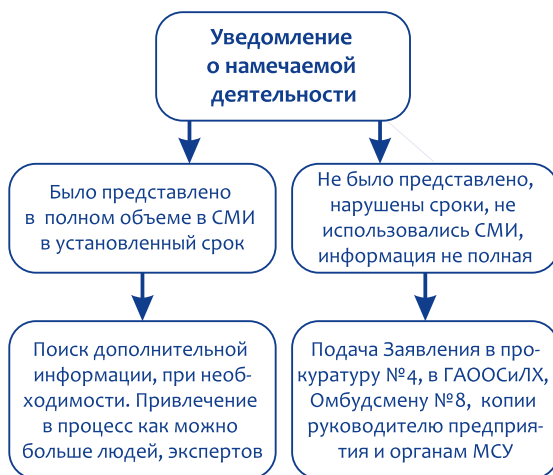 Уведомление
о намечаемой
деятельности
Было представлено
в полном объеме в СМИ
в установленный срок
Не было представлено,
нарушены сроки, не
использовались СМИ,
информация не полная
Поиск дополнительной
информации, при необ-
ходимости. Привлечение
в процесс как можно
больше людей, экспертов
Подача Заявления в про-
куратуру №4, в ГАООСиЛХ,
Омбудсмену №8, копии
руководителю предприя-
тия и органам МСУ